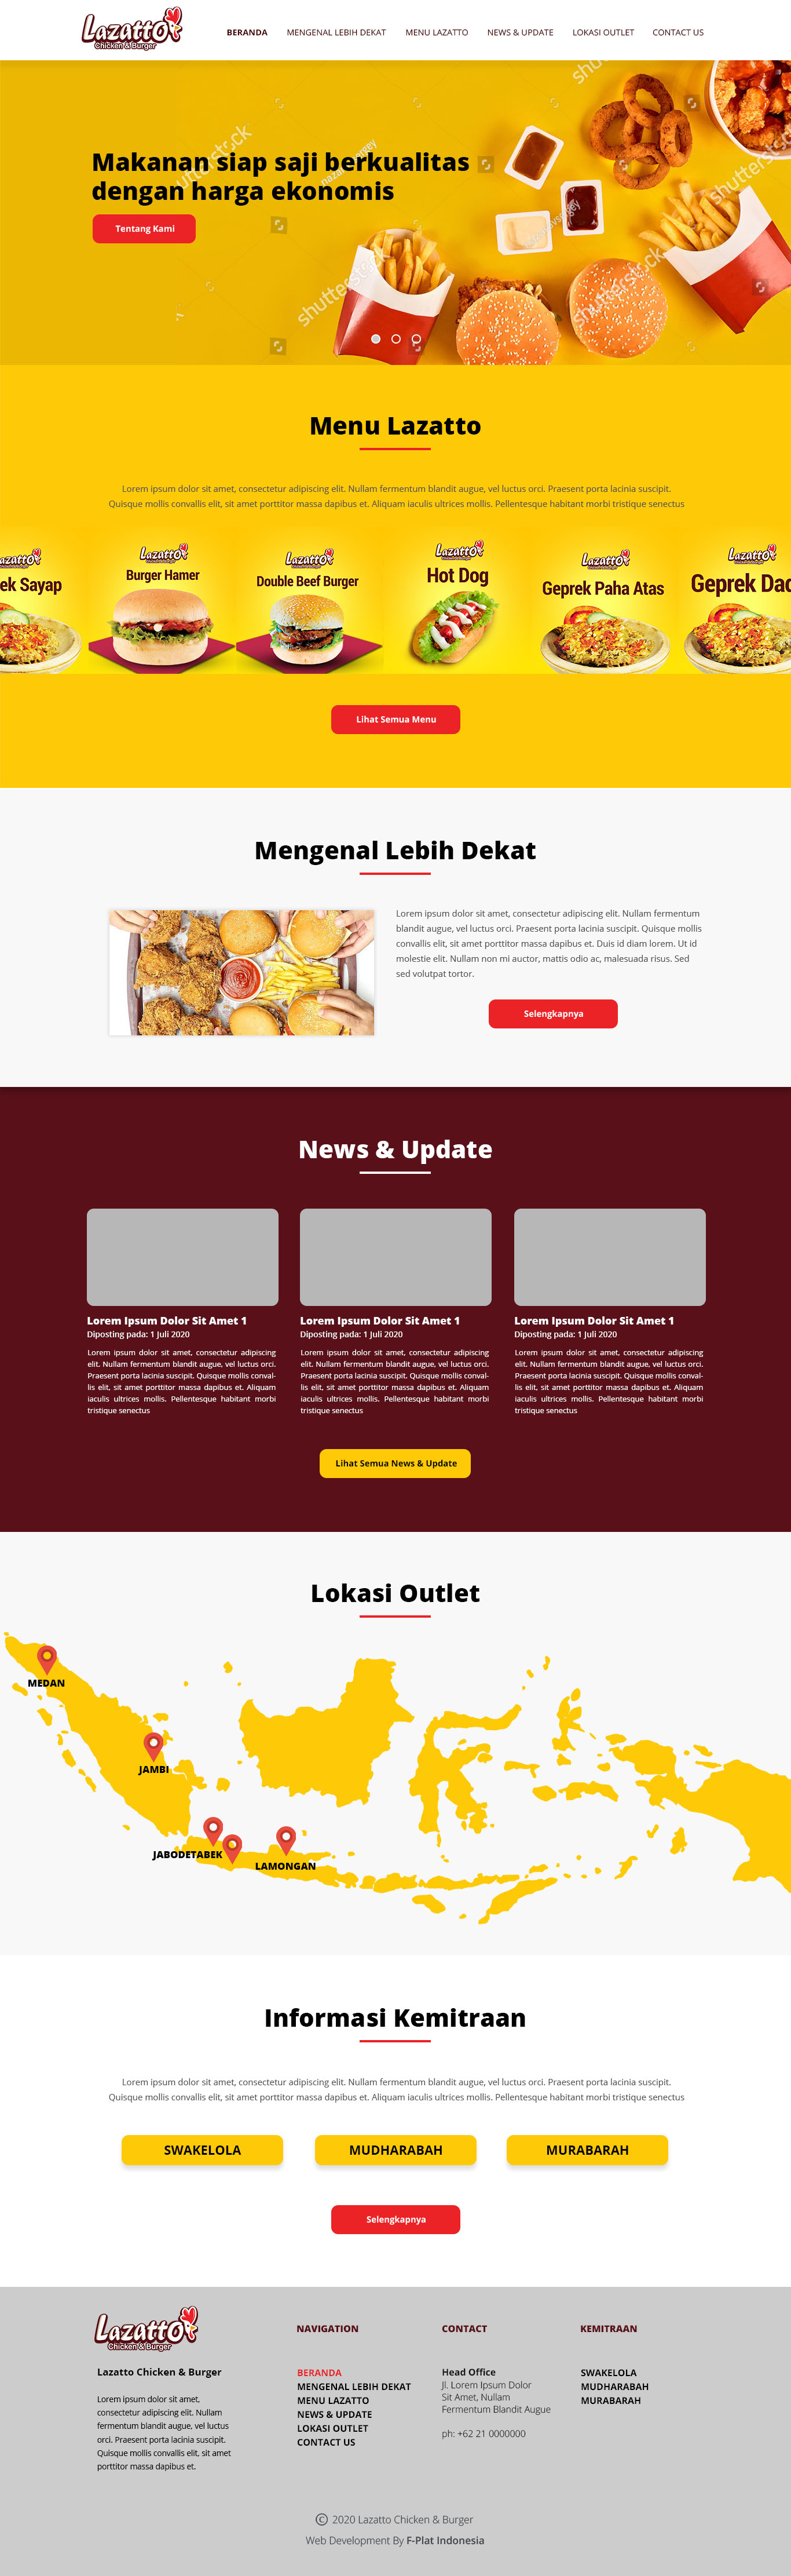 Lazatto
Chicken & Burger
BERANDA
MENGENAL LEBIH DEKAT
MENU LAZATTO
NEWS & UPDATE
LOKASI OUTLET
CONTACT US
Makanan siap saji berkualitas
dengan harga ekonomis
Tentang Kami
shutterstock
shutterstock
shutterstock
Menu Lazatto
Lorem ipsum dolor sit amet, consectetur adipiscing elit. Nullam fermentum blandit augue, vel luctus orci. Praesent porta lacinia suscipit.
Quisque mollis convallis elit, sit amet porttitor massa dapibus et. Aliquam iaculis ultrices mollis. Pellentesque habitant morbi tristique senectus
Lazatto
ek Sayap
Lazatto
Burger Hamer
Lazatto
Double Beef Burger
Lazatto
Hot Dog
Lazatto
Geprek Paha Atas
Lazatto
Geprek Dad
Lihat Semua Menu
Mengenal Lebih Dekat
Lorem ipsum dolor sit amet, consectetur adipiscing elit. Nullam fermentum
blandit augue, vel luctus orci. Praesent porta lacinia suscipit. Quisque mollis
convallis elit, sit amet porttitor massa dapibus et. Duis id diam lorem. Ut id
molestie elit. Nullam non mi auctor, mattis odio ac, malesuada risus. Sed
sed volutpat tortor.
Selengkapnya
News & Update
Lorem Ipsum Dolor Sit Amet 1
Diposting pada: 1 Juli 2020
Lorem ipsum dolor sit amet, consectetur adipiscing
elit. Nullam fermentum blandit augue, vel luctus orci.
Praesent porta lacinia suscipit. Quisque mollis conval-
lis elit, sit amet porttitor massa dapibus et. Aliquam
iaculis ultrices mollis. Pellentesque habitant morbi
tristique senectus
Lorem Ipsum Dolor Sit Amet 1
Diposting pada: 1 Juli 2020
Lorem ipsum dolor sit amet, consectetur adipiscing
elit. Nullam fermentum blandit augue, vel luctus orci.
Praesent porta lacinia suscipit. Quisque mollis conval-
lis elit, sit amet porttitor massa dapibus et. Aliquam
iaculis ultrices mollis. Pellentesque habitant morbi
tristique senectus
Lorem Ipsum Dolor Sit Amet 1
Diposting pada: 1 Juli 2020
Lorem ipsum dolor sit amet, consectetur adipiscing
elit. Nullam fermentum blandit augue, vel luctus orci.
Praesent porta lacinia suscipit. Quisque mollis conval-
lis elit, sit amet porttitor massa dapibus et. Aliquam
iaculis ultrices mollis. Pellentesque habitant morbi
tristique senectus
Lihat Semua News & Update
Lokasi Outlet
MEDAN
JAMBI
JABODETABEK
LAMONGAN
Informasi Kemitraan
Lorem ipsum dolor sit amet, consectetur adipiscing elit. Nullam fermentum blandit augue, vel luctus orci. Praesent porta lacinia suscipit.
Quisque mollis convallis elit, sit amet porttitor massa dapibus et. Aliquam iaculis ultrices mollis. Pellentesque habitant morbi tristique senectus
SWAKELOLA
MUDHARABAH
MURABARAH
Selengkapnya
Lazatto
Chicken & Burger
Lazatto Chicken & Burger
Lorem ipsum dolor sit amet,
consectetur adipiscing elit. Nullam
fermentum blandit augue, vel luctus
orci. Praesent porta lacinia suscipit.
Quisque mollis convallis elit, sit amet
porttitor massa dapibus et.
NAVIGATION
BERANDA
MENGENAL LEBIH DEKAT
MENU LAZATTO
NEWS & UPDATE
LOKASI OUTLET
CONTACT US
CONTACT
Head Office
Jl. Lorem Ipsum Dolor
Sit Amet, Nullam
Fermentum Blandit Augue
ph: +62 21 0000000
KEMITRAAN
SWAKELOLA
MUDHARABAH
MURABARAH
© 2020 Lazatto Chicken & Burger
Web Development By F-Plat Indonesia